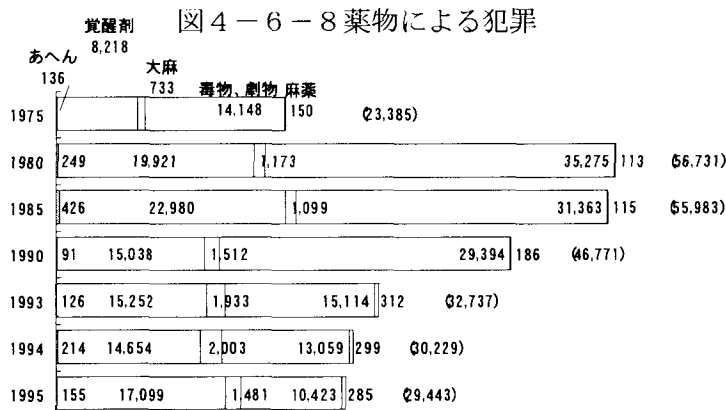 図4-6-8薬物による犯罪
覚醒剤
8,218
あへん
136
大麻
733
毒物、劇物 麻薬
1975 14,148 150 (23,385)
1980 249 19,921 1,173 35,275 113 (56,731)
1985 426 22,980 1,099 31,363 115 (55,983)
1990 91 15,038 1,512 29,394 186 (46,771)
1993 126 15,252 1,933 15,114 312 (32,737)
1994 214 14,654 2,003 13,059 299 (30,229)
1995 155 17,099 1,481 10,423 285 (29,443)